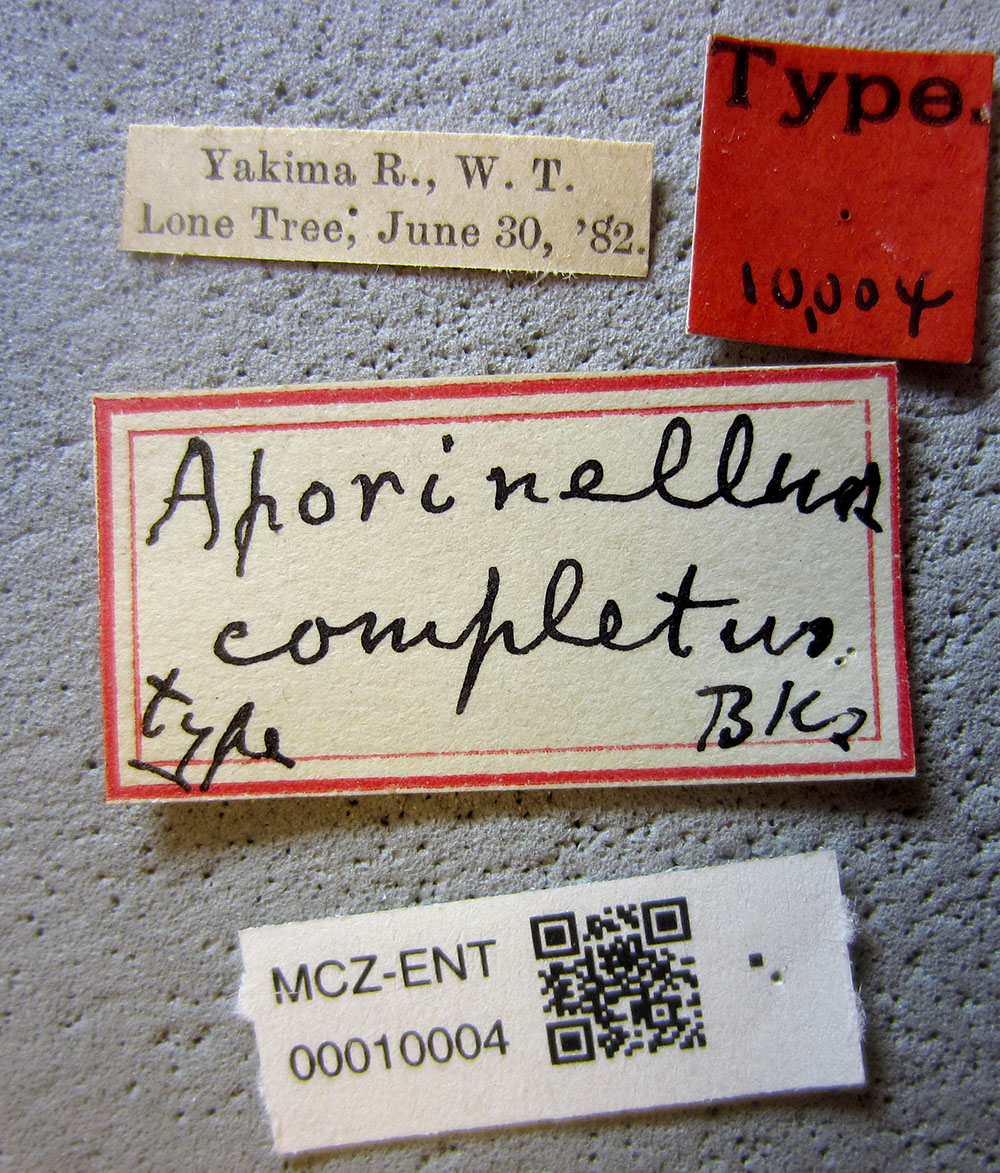 Yakima R., W. T.
Lone Tree, June 30, '82.
Type.
10,004
Aporinellus
completus.
type
Bks
MCZ-ENT
00010004